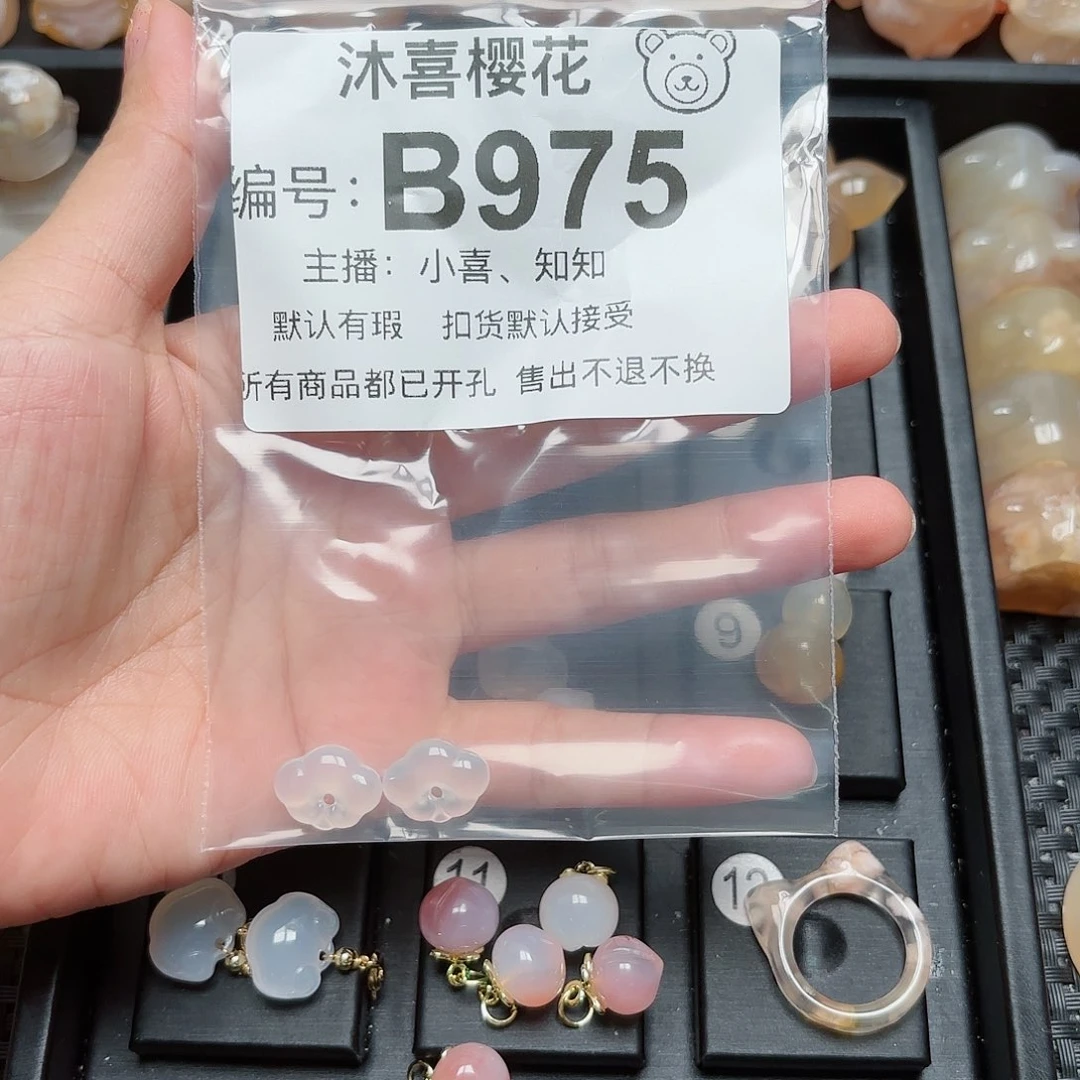 沐喜樱花
编号:B975
主播: 小喜、知知
默认有瑕 扣货默认接受
所有商品都已开孔 售出不退不换
9
11